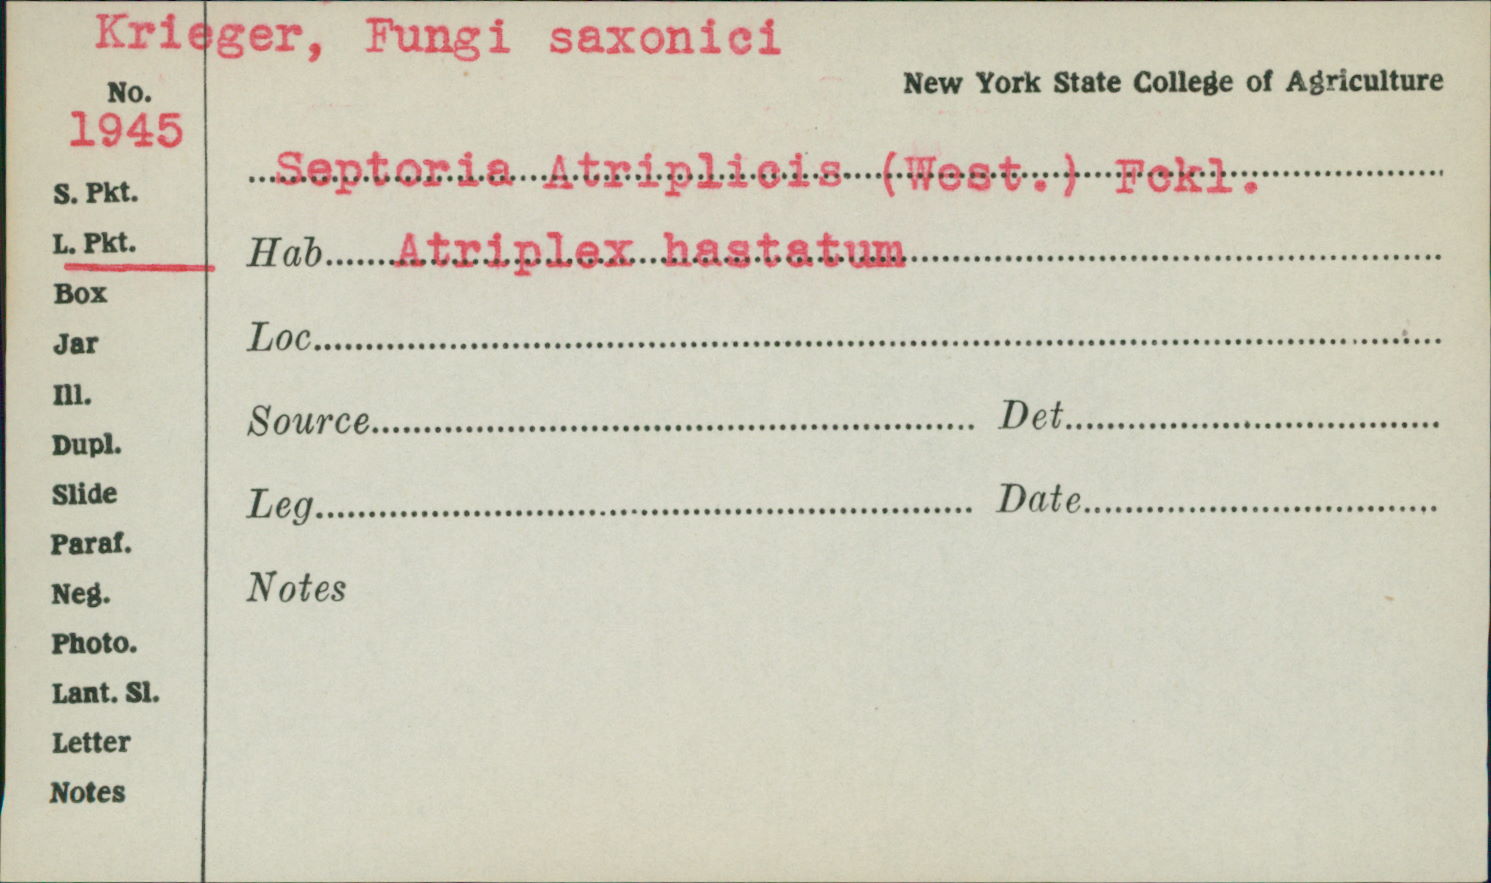 Krieger, Fungi saxonici
New York State College of Agriculture
No.
1945
Septoria Atriplicis (West.) Fckl.
S. Pkt.
L. Pkt.
Hab. Atriplex hastatum
Box
Jar
Loc.
Ill.
Source Det.
Dupl.
Slide
Leg. Date
Paraf.
Neg.
Notes
Photo.
Lant. Sl.
Letter
Notes